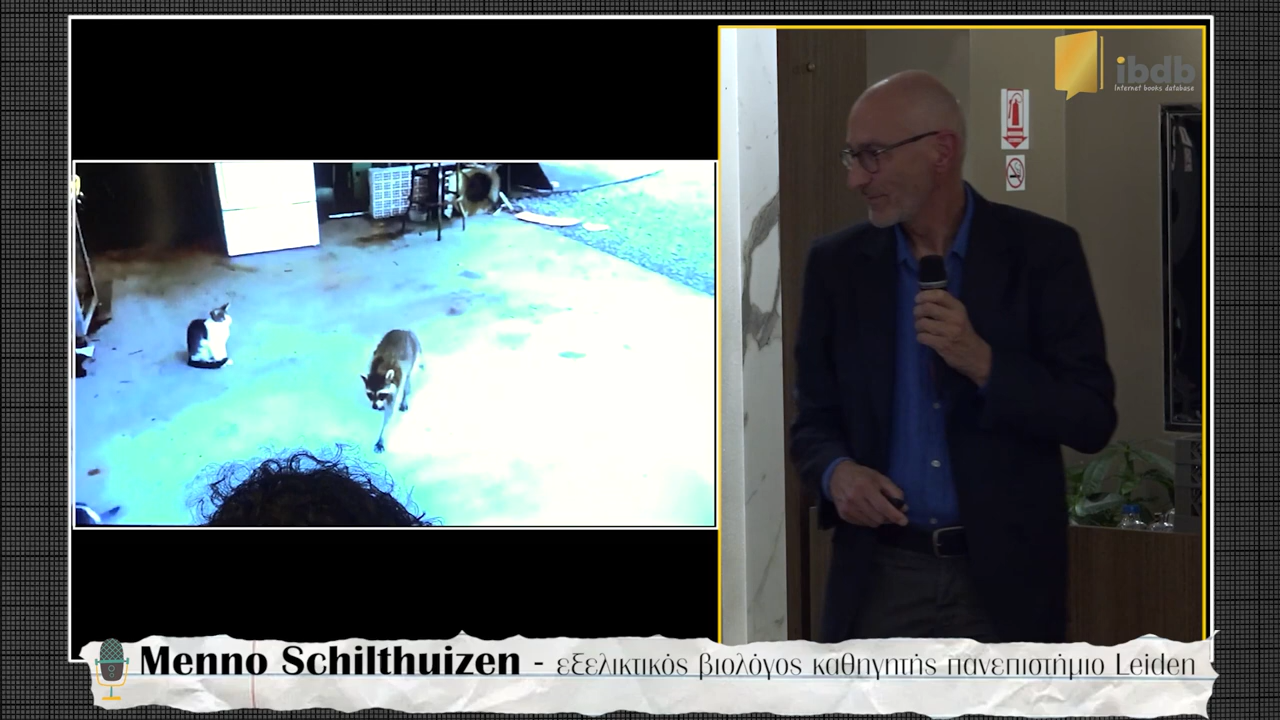 ibdb
Internet books database
Menno Schilthuizen - εξελικτικός βιολόγος καθηγητής πανεπιστήμιο Leiden